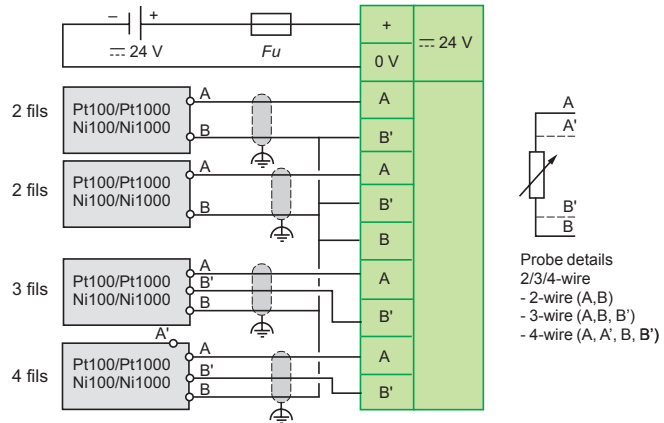 – +
24 V
Fu
+
0 V
24 V
2 fils
Pt100/Pt1000
Ni100/Ni1000
A
B
A
B'
2 fils
Pt100/Pt1000
Ni100/Ni1000
A
B
A
B'
B
3 fils
Pt100/Pt1000
Ni100/Ni1000
A
B'
B
A
B'
4 fils
A'
Pt100/Pt1000
Ni100/Ni1000
A
B'
B
A
B'
A
A'
B'
B
Probe details
2/3/4-wire
- 2-wire (A,B)
- 3-wire (A,B, B’)
- 4-wire (A, A’, B, B’)